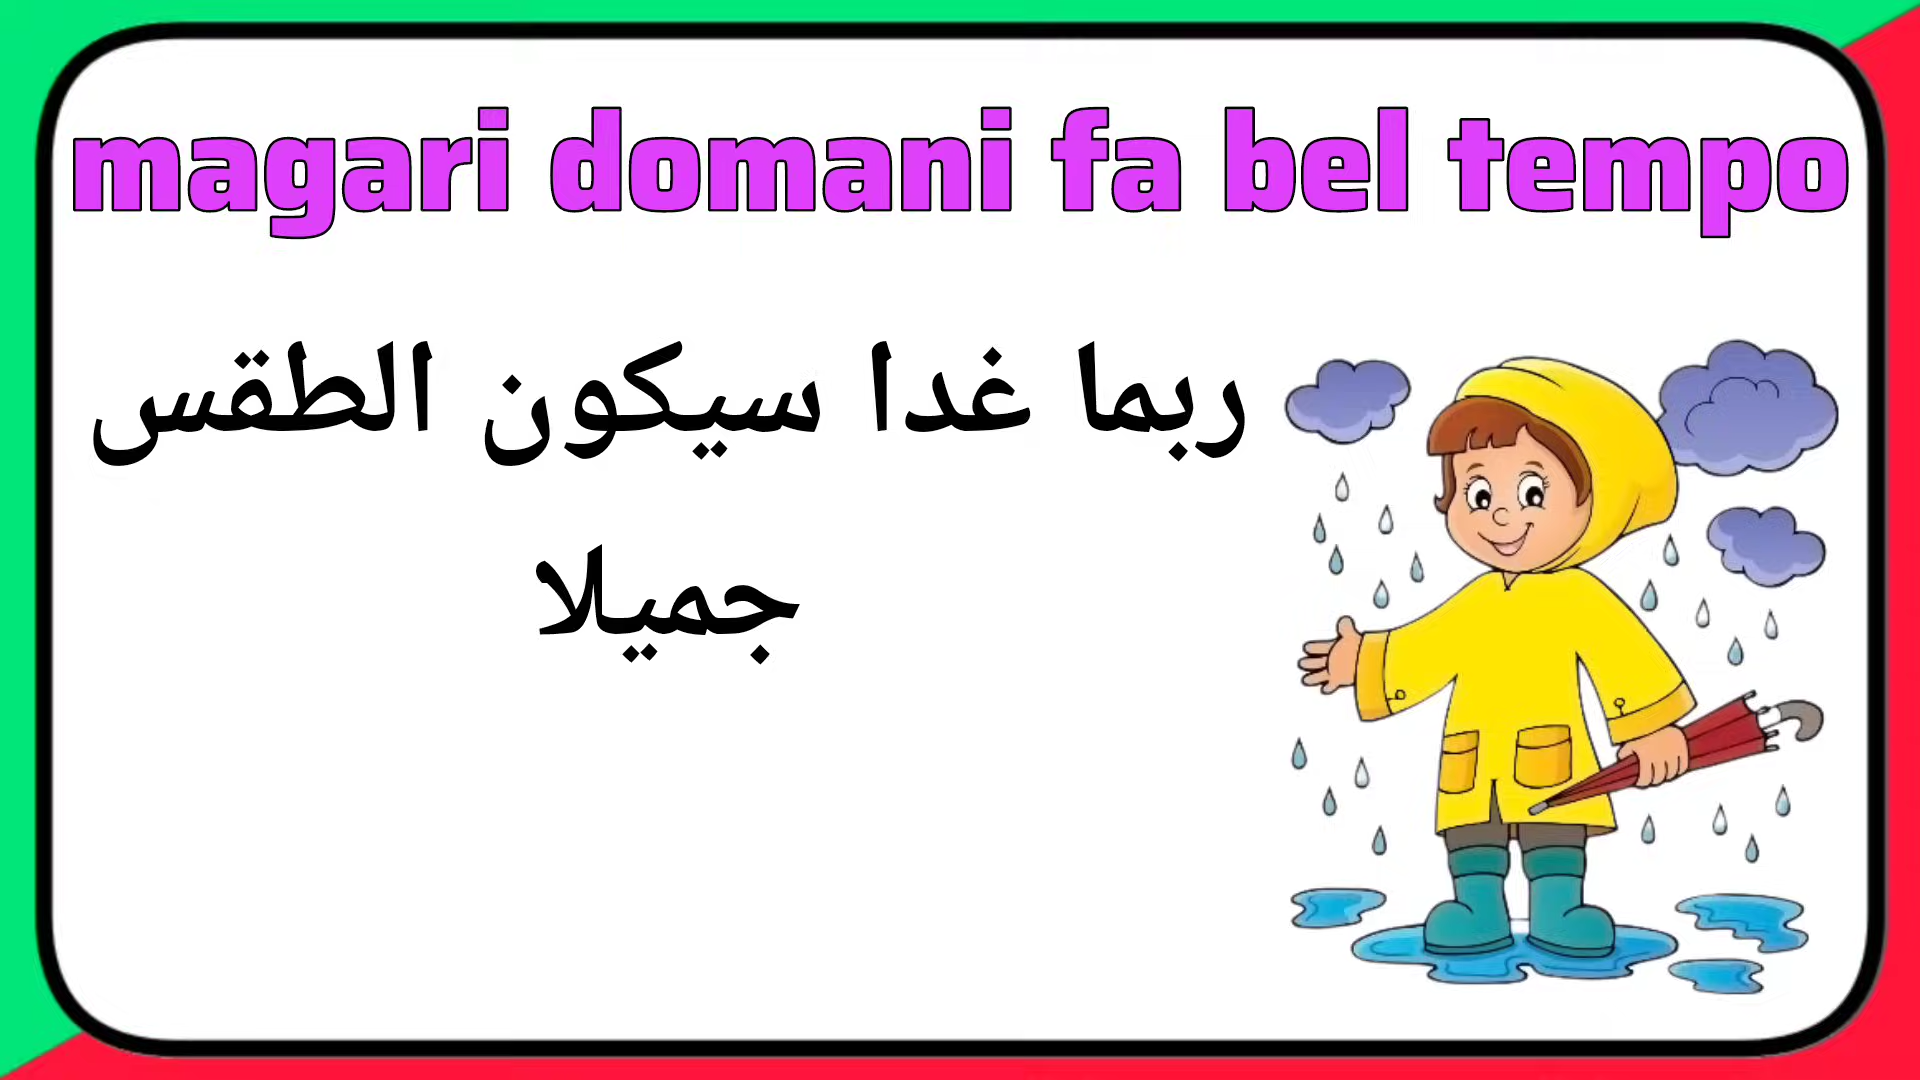 magari domani fa bel tempo
ربما غدا سيكون الطقس
جميلا